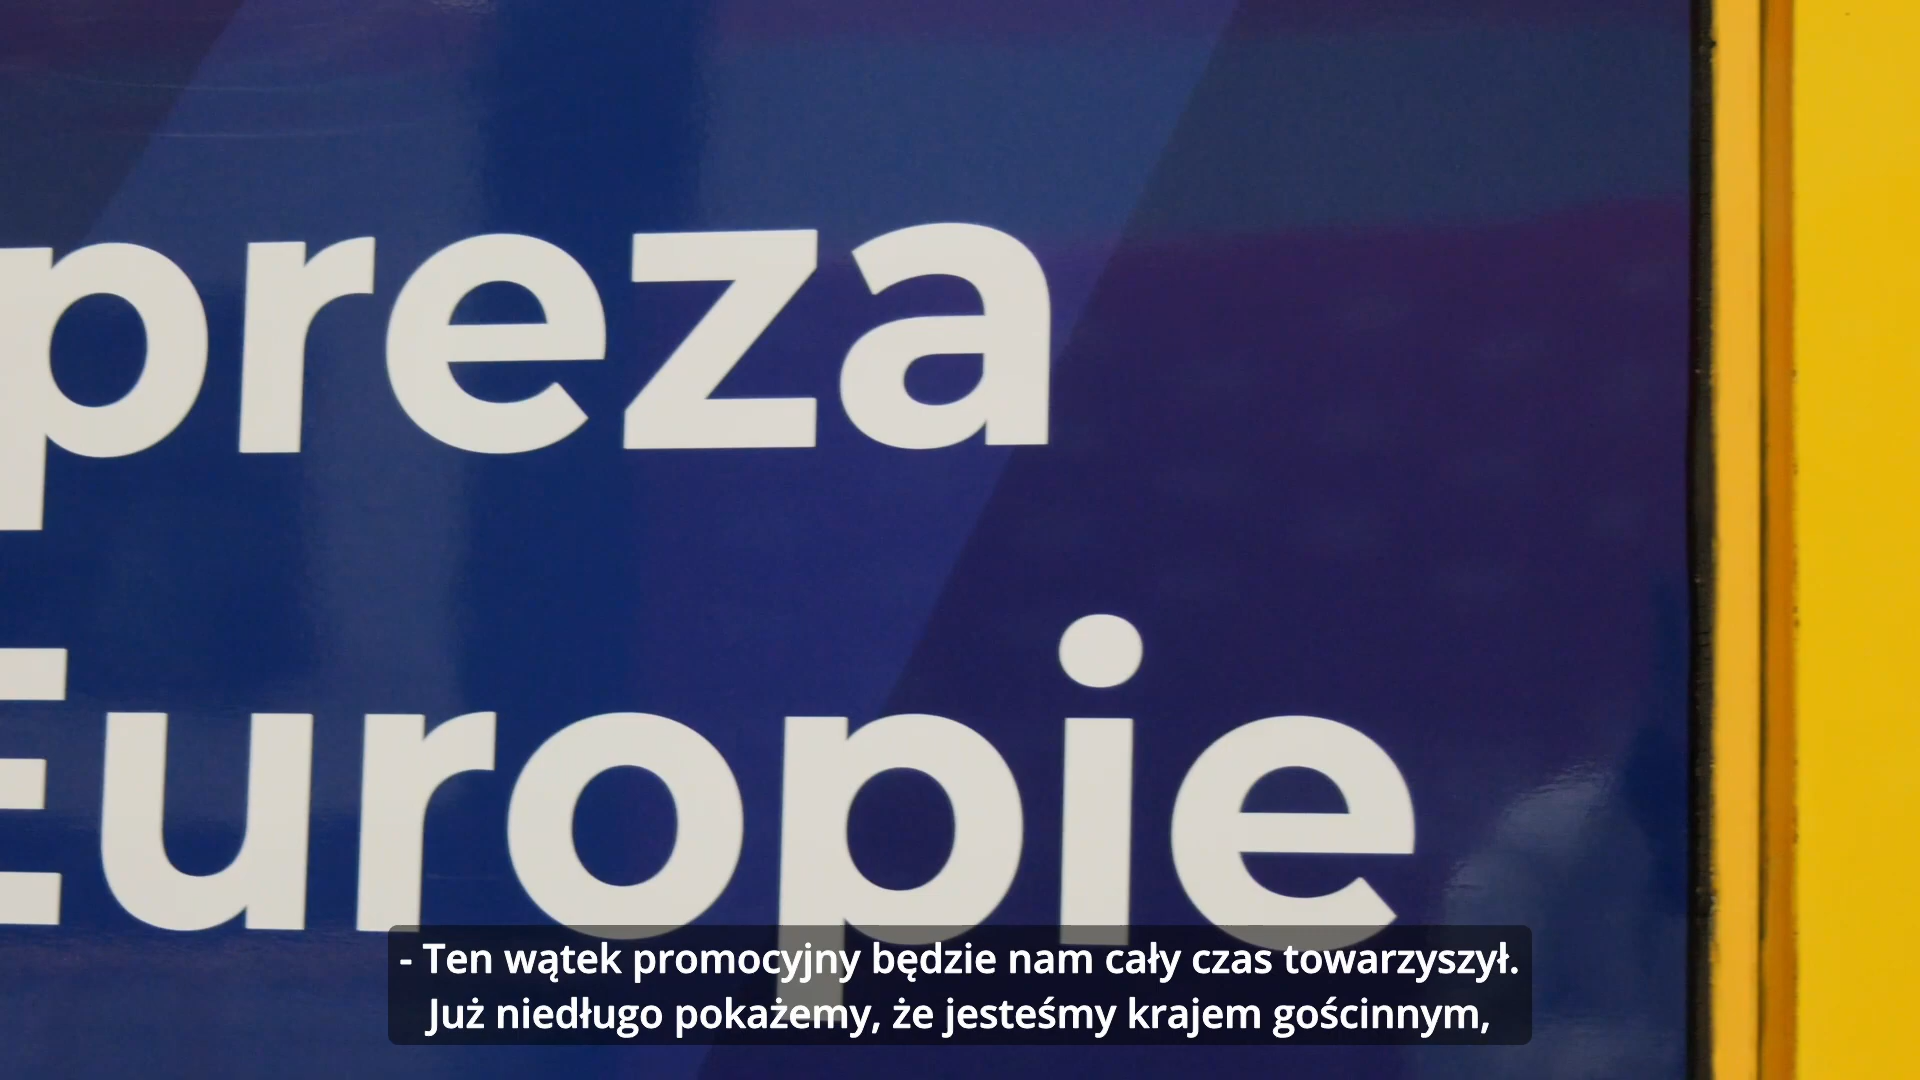 preza
Europie
- Ten wątek promocyjny będzie nam cały czas towarzyszył.
Już niedługo pokażemy, że jesteśmy krajem gościnnym,